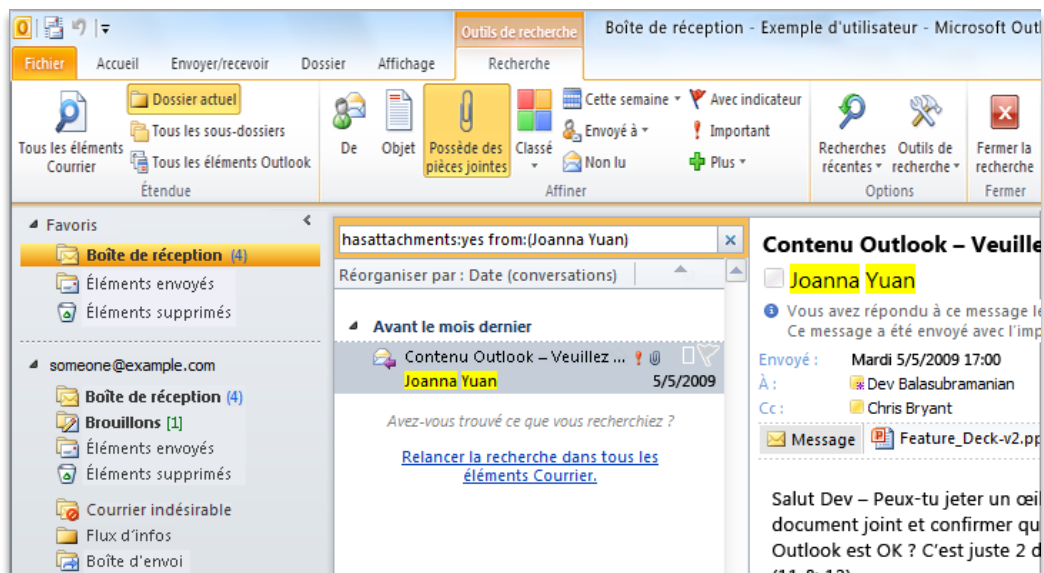 Outils de recherche
Boîte de réception - Exemple d'utilisateur - Microsoft Outl
Fichier Accueil Envoyer/recevoir Dossier Affichage Recherche
Tous les éléments Courrier
Dossier actuel
Tous les sous-dossiers
Tous les éléments Outlook
Étendue
De
Objet
Possède des pièces jointes
Classé
Cette semaine
Envoyé à
Non lu
Avec indicateur
Important
Plus
Affiner
Recherches récentes
Outils de recherche
Options
Fermer la recherche
Fermer
Favoris
Boîte de réception (4)
Éléments envoyés
Éléments supprimés
someone@example.com
Boîte de réception (4)
Brouillons [1]
Éléments envoyés
Éléments supprimés
Courrier indésirable
Flux d'infos
Boîte d'envoi
hasattachments:yes from:(Joanna Yuan)
Réorganiser par : Date (conversations)
Avant le mois dernier
Contenu Outlook – Veuillez ...
Joanna Yuan 5/5/2009
Avez-vous trouvé ce que vous recherchiez ?
Relancer la recherche dans tous les
éléments Courrier.
Contenu Outlook – Veuille
Joanna Yuan
Vous avez répondu à ce message le
Ce message a été envoyé avec l'imp
Envoyé : Mardi 5/5/2009 17:00
À : Dev Balasubramanian
Cc : Chris Bryant
Message Feature_Deck-v2.pp
Salut Dev – Peux-tu jeter un œil
document joint et confirmer qu
Outlook est OK ? C'est juste 2 d